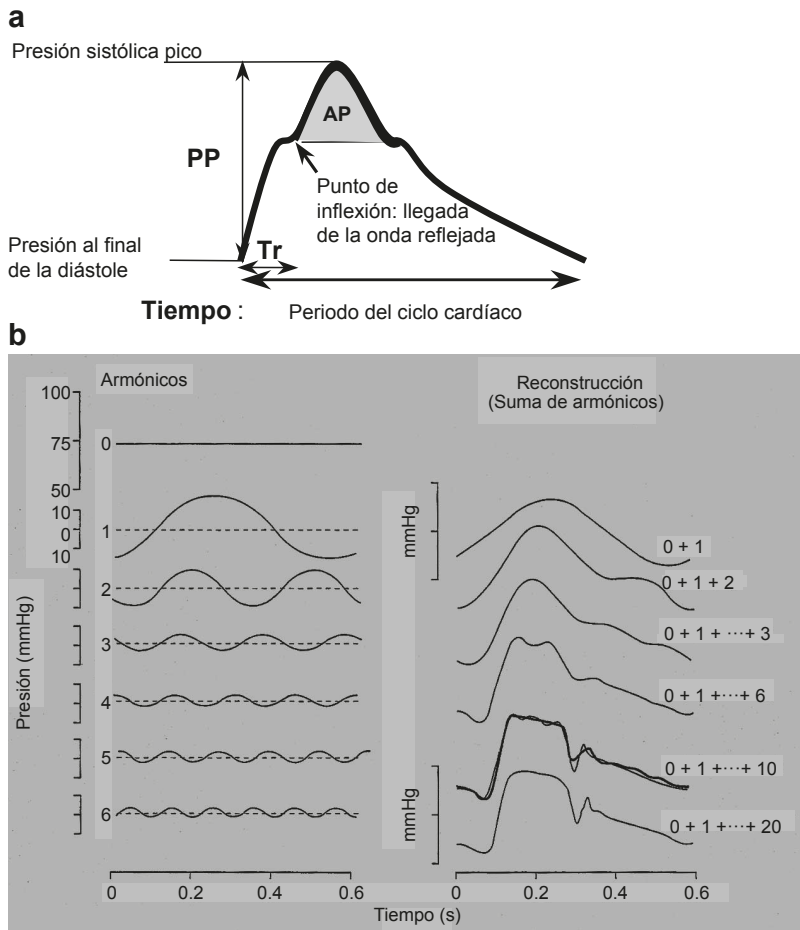 a
Presión sistólica pico
AP
PP
Punto de
inflexión: llegada
de la onda reflejada
Presión al final
de la diástole
Tr
Tiempo :
Periodo del ciclo cardíaco
b
Armónicos
Reconstrucción
(Suma de armónicos)
100
75
50
10
0
10
Presión (mmHg)
0
1
2
3
4
5
6
mmHg
0 + 1
0 + 1 + 2
0 + 1 + ··· + 3
0 + 1 + ··· + 6
0 + 1 + ··· + 10
mmHg
0 + 1 + ··· + 20
0
0.2
0.4
0.6
0
0.2
0.4
0.6
Tiempo (s)